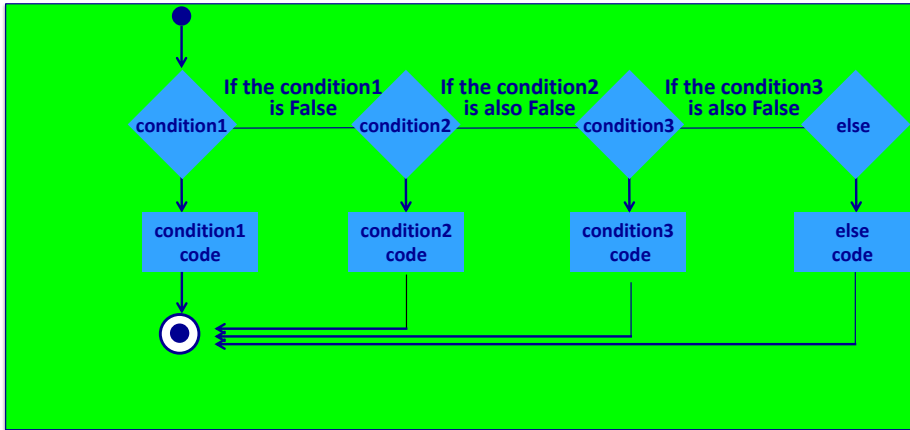 If the condition1
is False
If the condition2
is also False
If the condition3
is also False
condition1
condition2
condition3
else
condition1
code
condition2
code
condition3
code
else
code